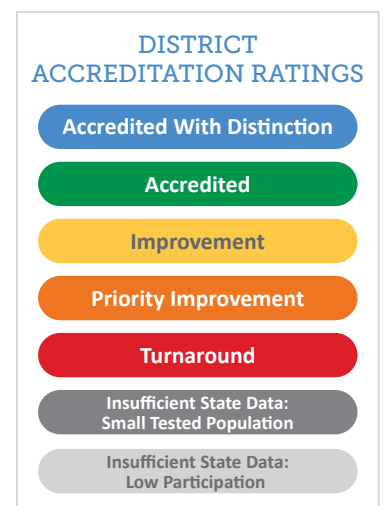 DISTRICT
ACCREDITATION RATINGS
Accredited With Distinction
Accredited
Improvement
Priority Improvement
Turnaround
Insufficient State Data:
Small Tested Population
Insufficient State Data:
Low Participation